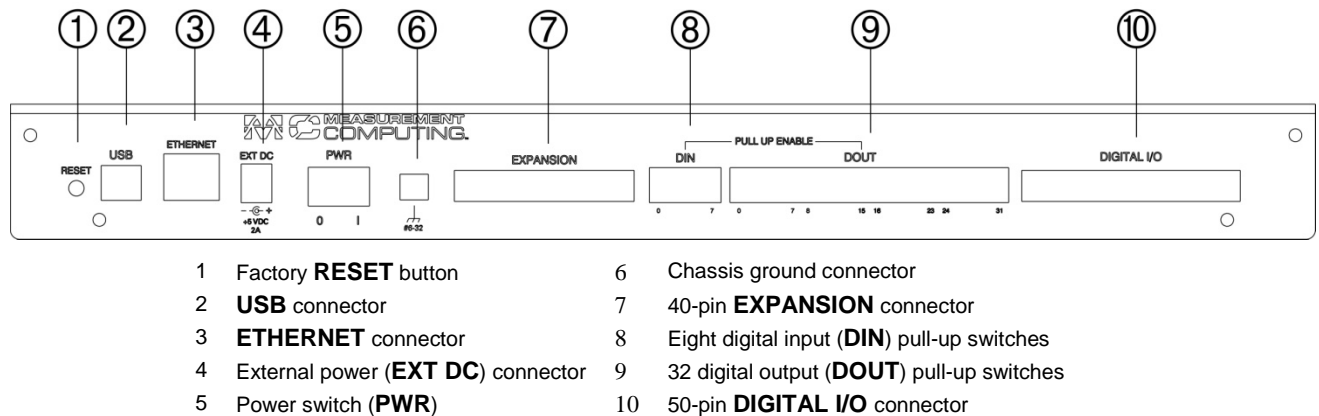 1 2 3 4 5 6 7 8 9 10
MEASUREMENT
COMPUTING.
RESET
USB
ETHERNET
EXT DC
- +
+5 VDC
2A
PWR
0 I
#6-32
EXPANSION
PULL UP ENABLE
DIN
0 7
DOUT
0 7 8 15 16 23 24 31
DIGITAL I/O
1 Factory RESET button
2 USB connector
3 ETHERNET connector
4 External power (EXT DC) connector
5 Power switch (PWR)
6 Chassis ground connector
7 40-pin EXPANSION connector
8 Eight digital input (DIN) pull-up switches
9 32 digital output (DOUT) pull-up switches
10 50-pin DIGITAL I/O connector